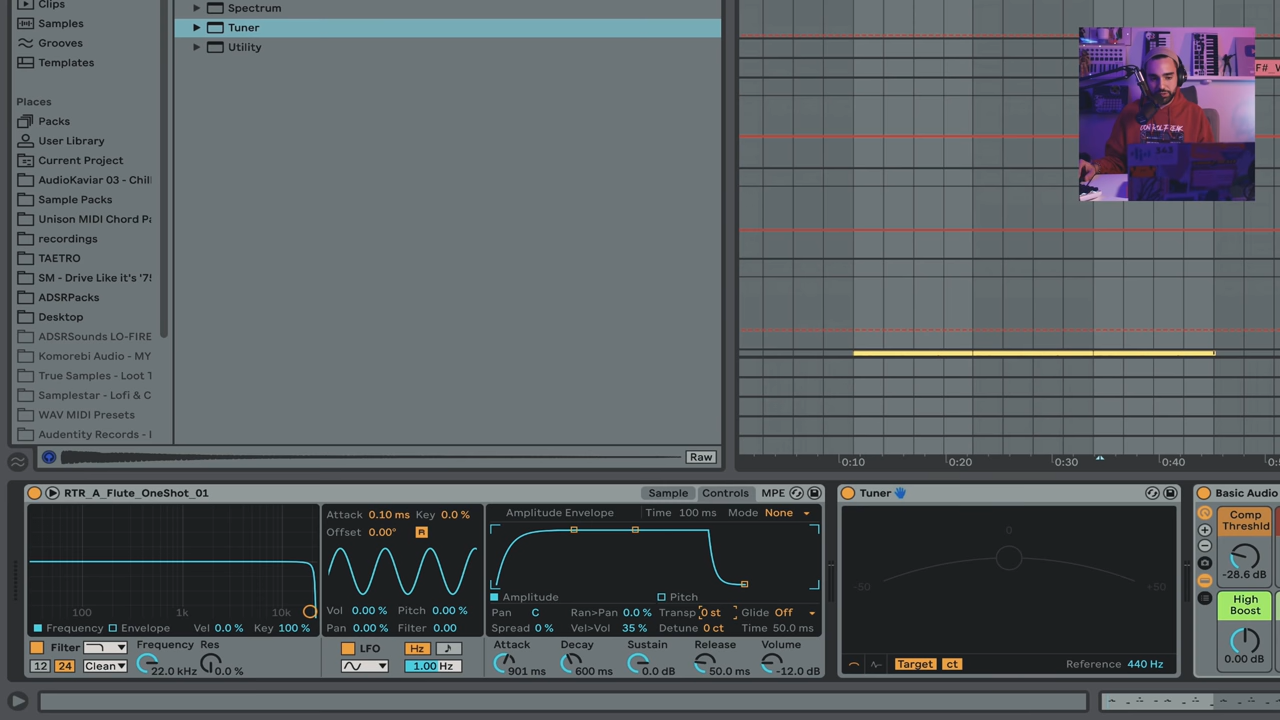 Clips
Samples
Grooves
Templates
Places
Packs
User Library
Current Project
AudioKaviar 03 - Chil
Sample Packs
Unison MIDI Chord Pa
recordings
TAETRO
SM - Drive Like it's '75
ADSRPacks
Desktop
ADSRSounds LO-FIRE
Komorebi Audio - MY
True Samples - Loot T
Samplestar - Lofi & C
WAV MIDI Presets
Audentity Records - I
Spectrum
Tuner
Utility
Raw
F#_V
0:10
0:20
0:30
0:40
RTR_A_Flute_OneShot_01
Sample Controls MPE
100 1k 10k
Frequency Envelope Vel 0.0 % Key 100 %
Filter Frequency Res
12 24 Clean 22.0 kHz 0.0 %
Attack 0.10 ms Key 0.0 %
Offset 0.00° R
Vol 0.00 % Pitch 0.00 %
Pan 0.00 % Filter 0.00
LFO Hz
1.00 Hz
Amplitude Envelope Time 100 ms Mode None
Amplitude Pitch
Pan C Ran>Pan 0.0 % Transp 0 st Glide Off
Spread 0 % Vel>Vol 35 % Detune 0 ct Time 50.0 ms
Attack Decay Sustain Release Volume
901 ms 600 ms 0.0 dB 50.0 ms -12.0 dB
Tuner
0
-50 +50
Target ct Reference 440 Hz
Basic Audio
Comp
Threshld
-28.6 dB
High
Boost
0.00 dB